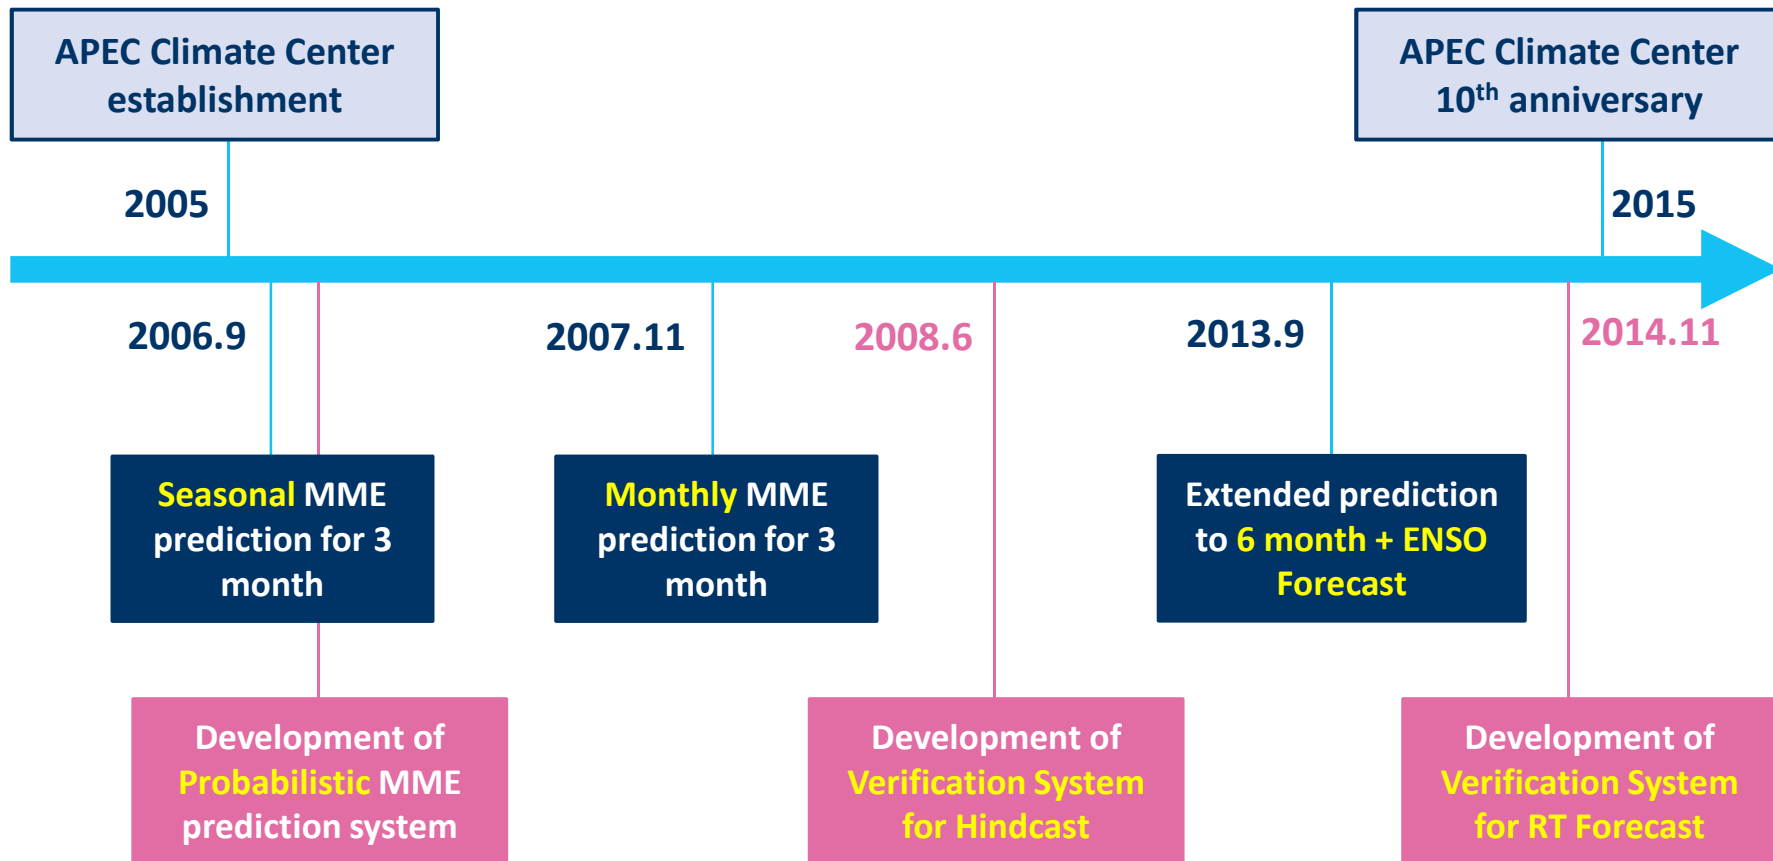 APEC Climate Center
establishment
APEC Climate Center
10th anniversary
2005
2015
2006.9
2007.11
2008.6
2013.9
2014.11
Seasonal MME
prediction for 3
month
Monthly MME
prediction for 3
month
Extended prediction
to 6 month + ENSO
Forecast
Development of
Probabilistic MME
prediction system
Development of
Verification System
for Hindcast
Development of
Verification System
for RT Forecast